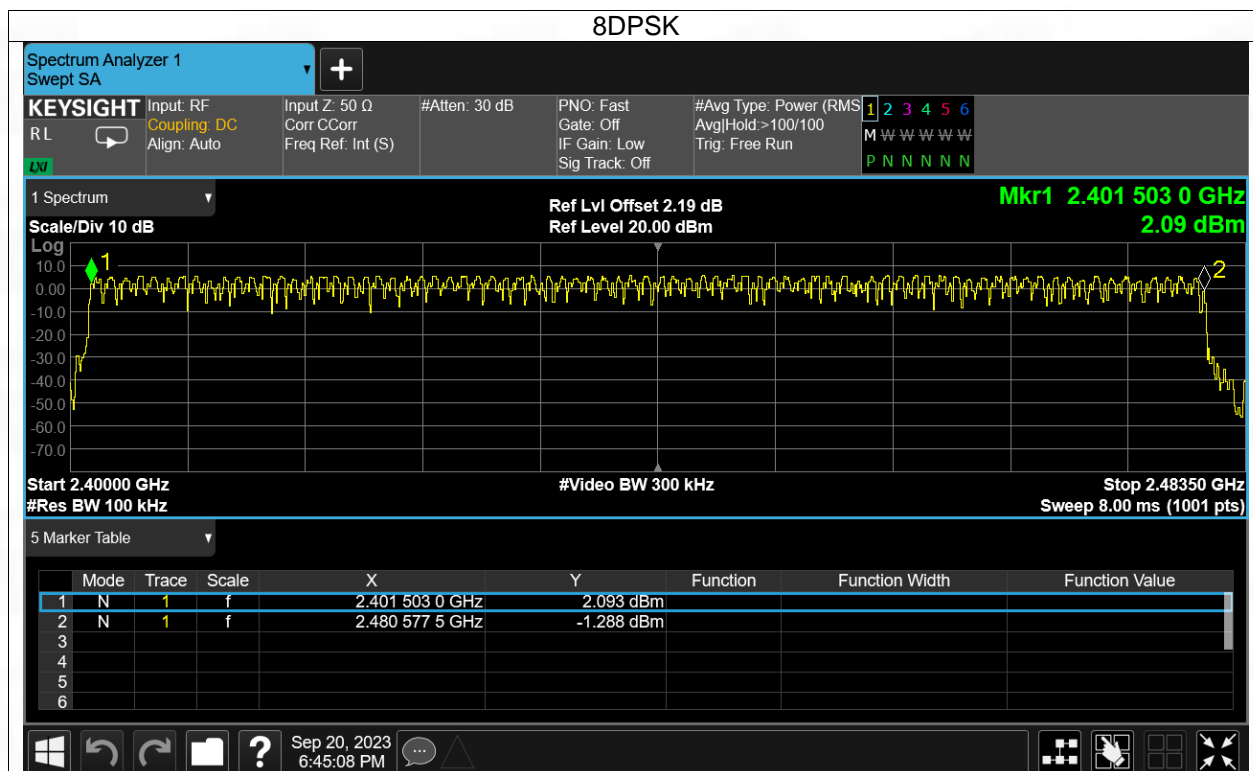 8DPSK
Spectrum Analyzer 1
Swept SA
KEYSIGHT
R L
LXI
Input: RF
Coupling: DC
Align: Auto
Input Z: 50 Ω
Corr CCorr
Freq Ref: Int (S)
#Atten: 30 dB
PNO: Fast
Gate: Off
IF Gain: Low
Sig Track: Off
#Avg Type: Power (RMS
Avg|Hold:>100/100
Trig: Free Run
1 2 3 4 5 6
M W W W W W
P N N N N N
1 Spectrum
Scale/Div 10 dB
Ref Lvl Offset 2.19 dB
Ref Level 20.00 dBm
Mkr1 2.401 503 0 GHz
2.09 dBm
Log
10.0
0.00
-10.0
-20.0
-30.0
-40.0
-50.0
-60.0
-70.0
1
2
Start 2.40000 GHz
#Video BW 300 kHz
Stop 2.48350 GHz
#Res BW 100 kHz
Sweep 8.00 ms (1001 pts)
5 Marker Table
Mode Trace Scale X Y Function Function Width Function Value
1 N 1 f 2.401 503 0 GHz 2.093 dBm
2 N 1 f 2.480 577 5 GHz -1.288 dBm
3
4
5
6
?
Sep 20, 2023
6:45:08 PM